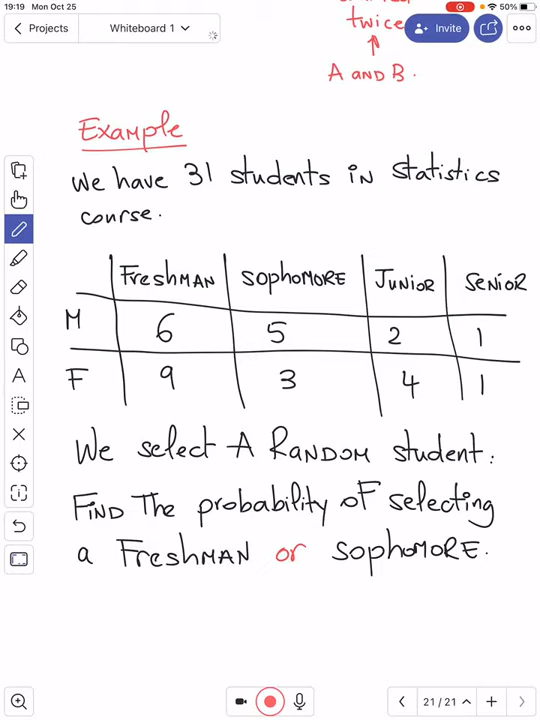 19:19 Mon Oct 25
50%
Projects
Whiteboard 1
Invite
twice
A AND B.
Example
We have 31 students in statistics
course.
Freshman Sophomore Junior Senior
M 6 5 2 1
F 9 3 4 1
We select A Random student:
Find The probability of selecting
a Freshman or Sophomore.
A
21/21